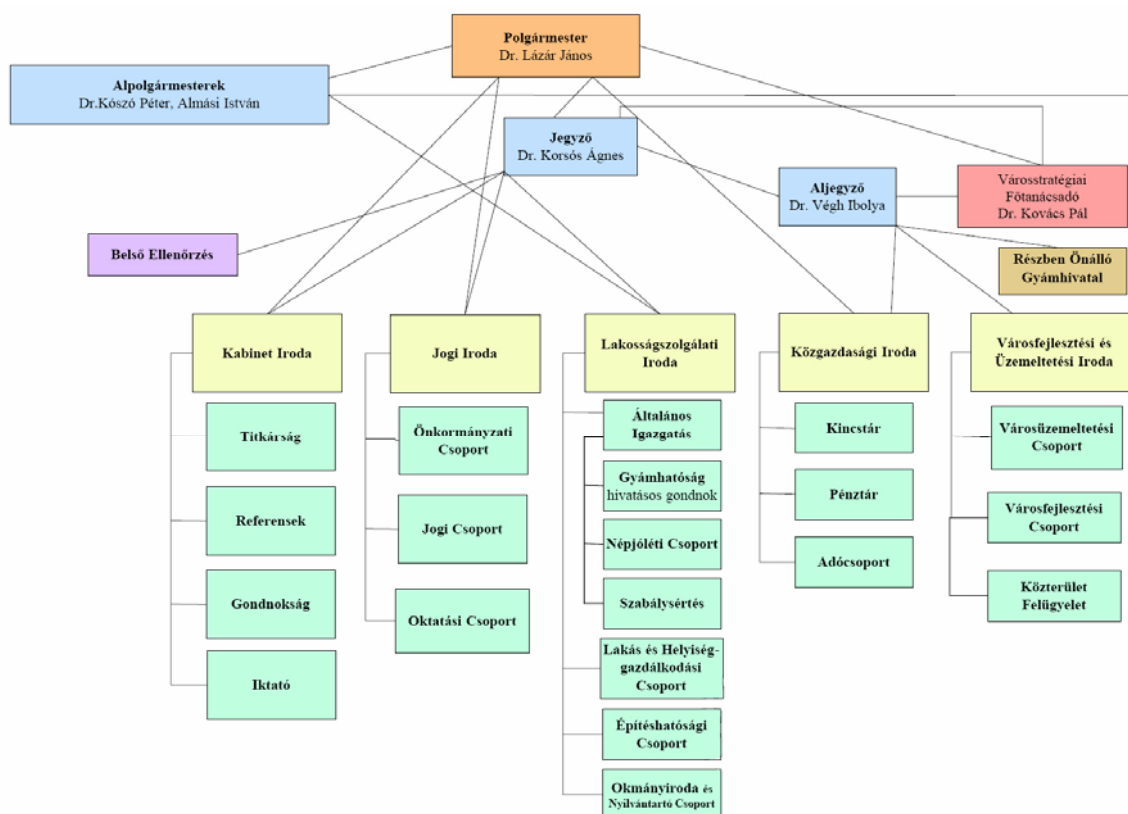 Polgármester
Dr. Lázár János
Alpolgármesterek
Dr.Kószó Péter, Almási István
Jegyző
Dr. Korsós Ágnes
Aljegyző
Dr. Végh Ibolya
Városstratégiai
Főtanácsadó
Dr. Kovács Pál
Belső Ellenőrzés
Részben Önálló
Gyámhivatal
Kabinet Iroda
Titkárság
Referensek
Gondnokság
Iktató
Jogi Iroda
Önkormányzati
Csoport
Jogi Csoport
Oktatási Csoport
Lakosságszolgálati
Iroda
Általános
Igazgatás
Gyámhatóság
hivatásos gondnok
Népjóléti Csoport
Szabálysértés
Lakás és Helyiség-
gazdálkodási
Csoport
Építéshatósági
Csoport
Okmányiroda és
Nyilvántartó Csoport
Közgazdasági Iroda
Kincstár
Pénztár
Adócsoport
Városfejlesztési és
Üzemeltetési Iroda
Városüzemeltetési
Csoport
Városfejlesztési
Csoport
Közterület
Felügyelet